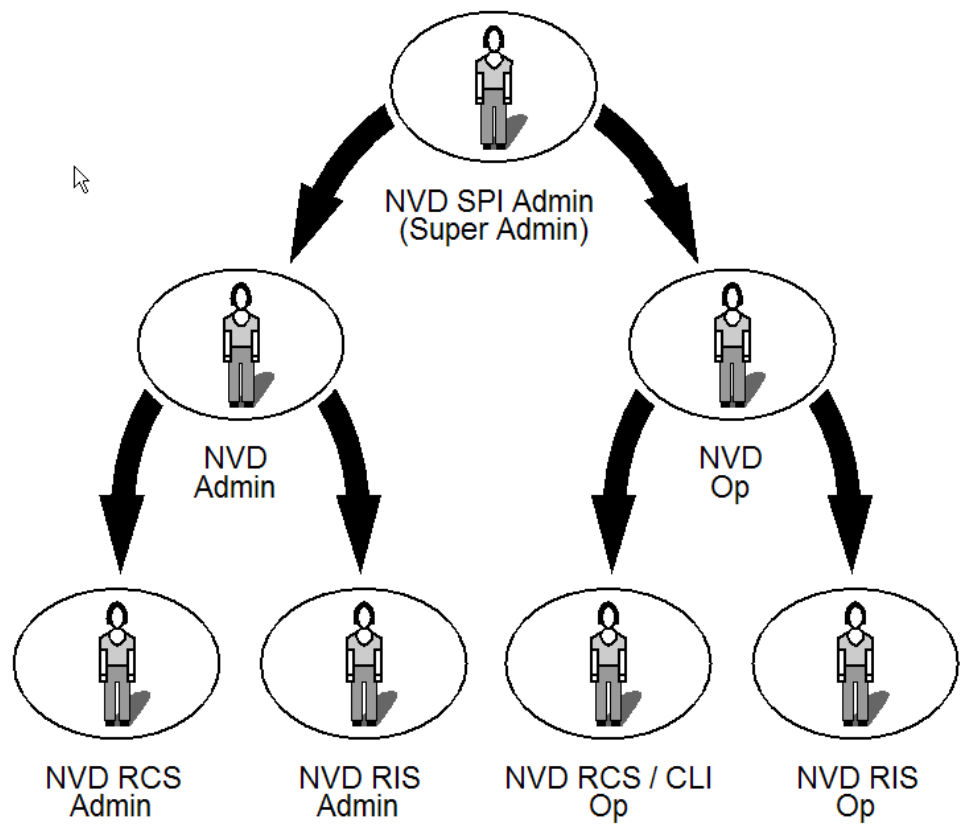 NVD SPI Admin
(Super Admin)
NVD
Admin
NVD
Op
NVD RCS
Admin
NVD RIS
Admin
NVD RCS / CLI
Op
NVD RIS
Op